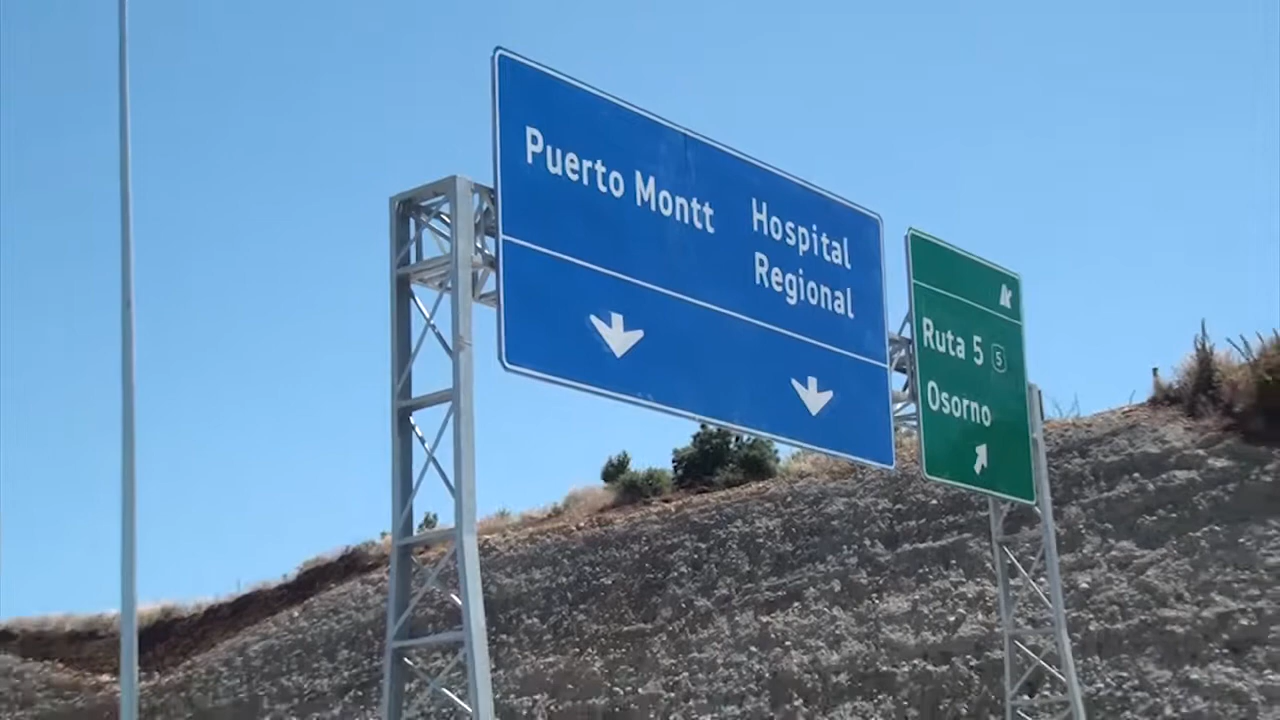 Puerto Montt
Hospital
Regional
Ruta 5 5
Osorno